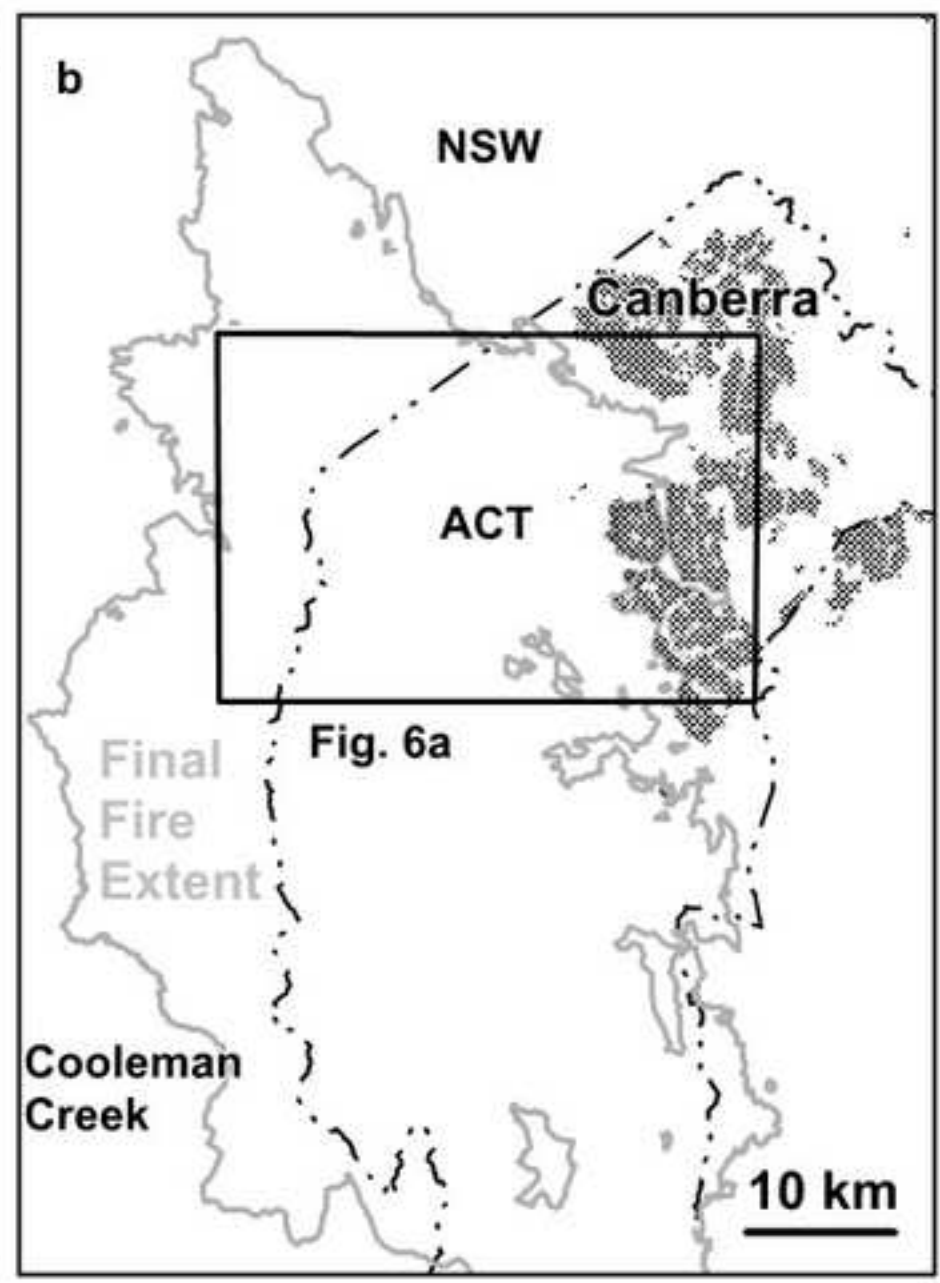 b
NSW
Canberra
ACT
Fig. 6a
Final
Fire
Extent
Cooleman
Creek
10 km